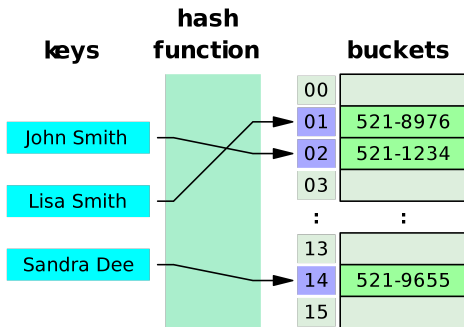 keys
hash
function
buckets
John Smith
Lisa Smith
Sandra Dee
00
01 521-8976
02 521-1234
03
: :
13
14 521-9655
15